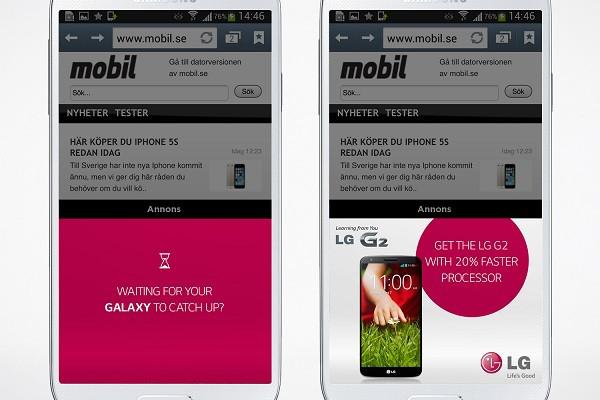 14:46
www.mobil.se
2
mobil
Gå till datorversionen
av mobil.se
Sök...
Sök
NYHETER TESTER
HÄR KÖPER DU IPHONE 5S
REDAN IDAG
Idag 12:23
Till Sverige har inte nya Iphone kommit
ännu, men vi ger dig här råden du
behöver om du vill kö..
Annons
WAITING FOR YOUR
GALAXY TO CATCH UP?
79%
14:46
www.mobil.se
2
mobil
Gå till datorversionen
av mobil.se
Sök...
Sök
NYHETER TESTER
HÄR KÖPER DU IPHONE 5S
REDAN IDAG
Idag 12:23
Till Sverige har inte nya Iphone kommit
ännu, men vi ger dig här råden du
behöver om du vill kö..
Annons
Learning from You
LG G2
GET THE LG G2
WITH 20% FASTER
PROCESSOR
11:00
LG
LG
Life's Good